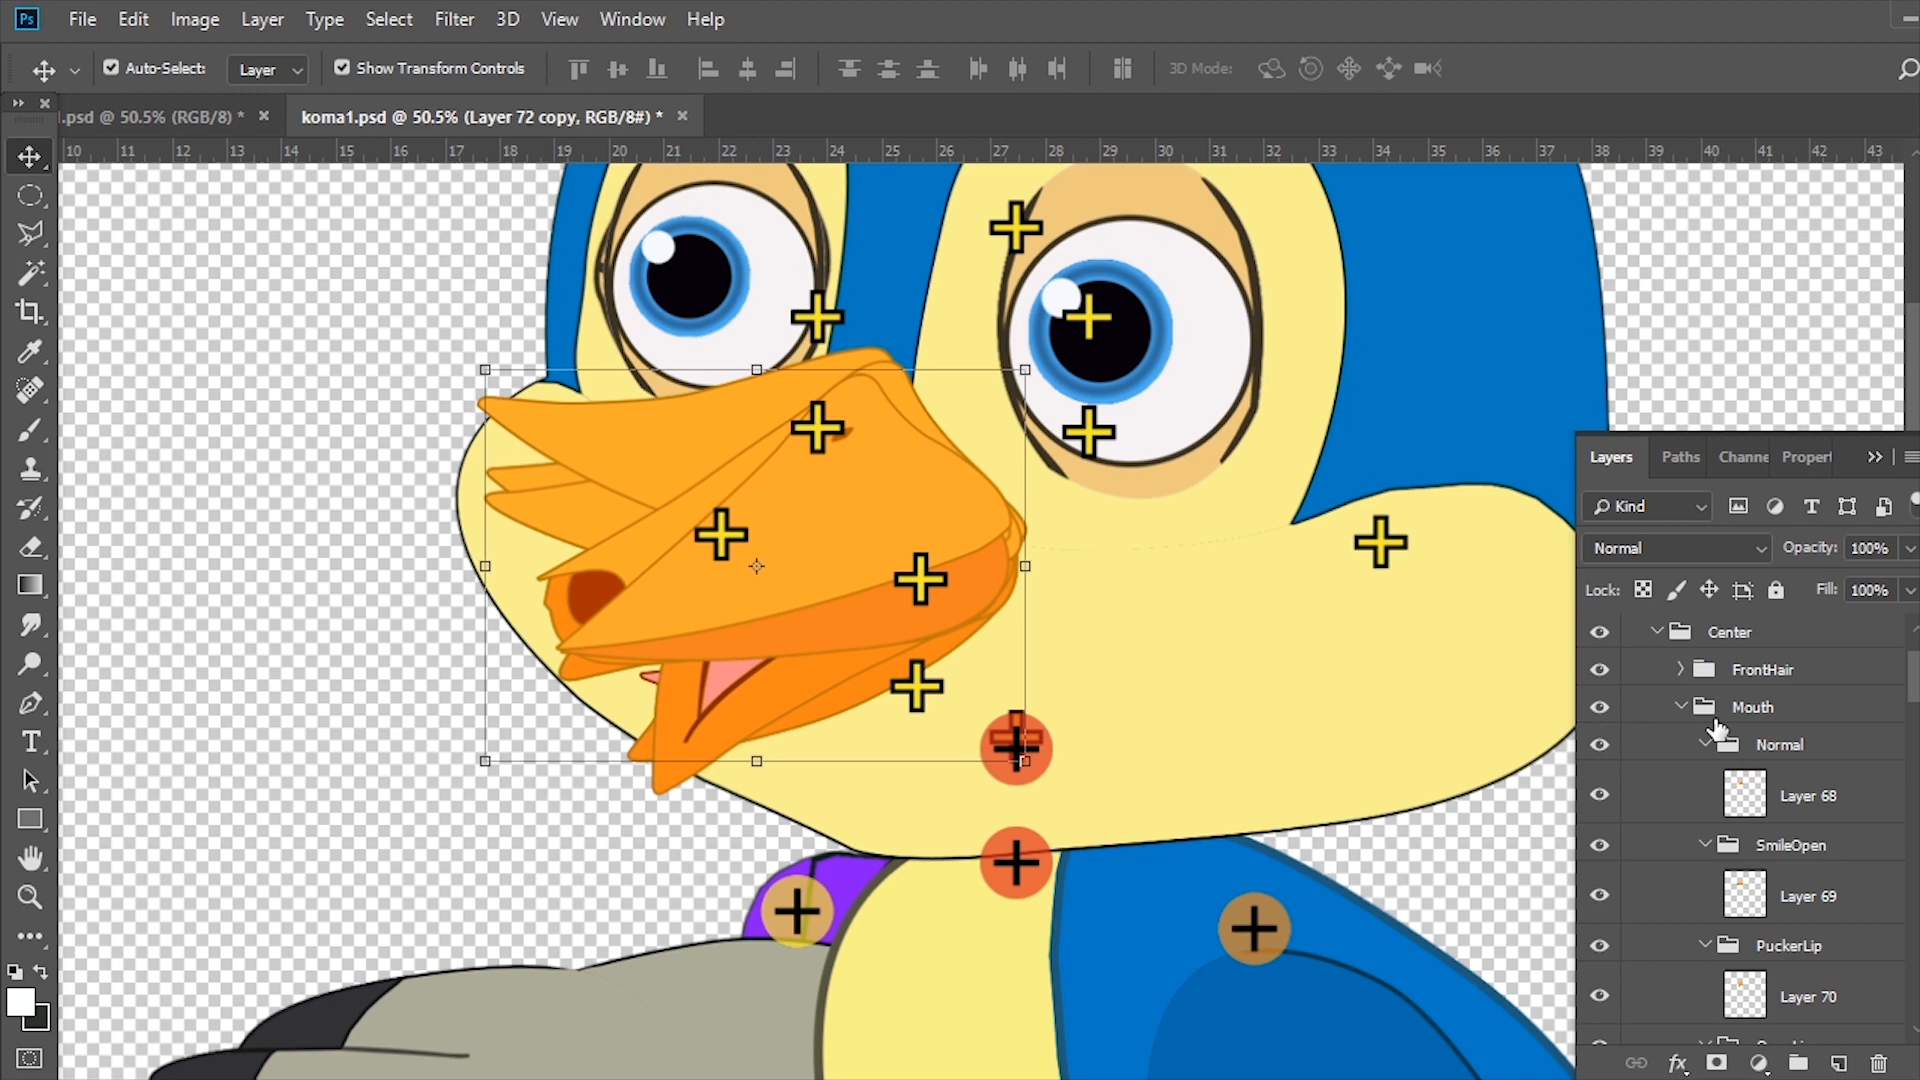 Ps File Edit Image Layer Type Select Filter 3D View Window Help
Auto-Select: Layer Show Transform Controls 3D Mode:
.psd @ 50.5% (RGB/8) * koma1.psd @ 50.5% (Layer 72 copy, RGB/8#) *
10 11 12 13 14 15 16 17 18 19 20 21 22 23 24 25 26 27 28 29 30 31 32 33 34 35 36 37 38 39 40 41 42 43
Layers Paths Channe Propert
Kind
Normal Opacity: 100%
Lock: Fill: 100%
Center
FrontHair
Mouth
Normal
Layer 68
SmileOpen
Layer 69
PuckerLip
Layer 70
fx